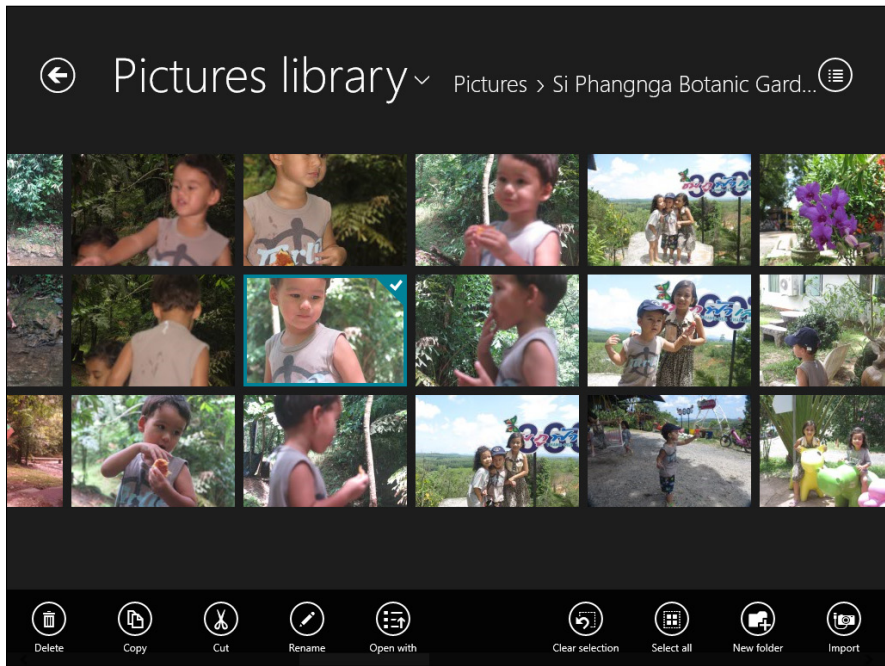 Pictures library
Pictures > Si Phangnga Botanic Gard...
Delete
Copy
Cut
Rename
Open with
Clear selection
Select all
New folder
Import